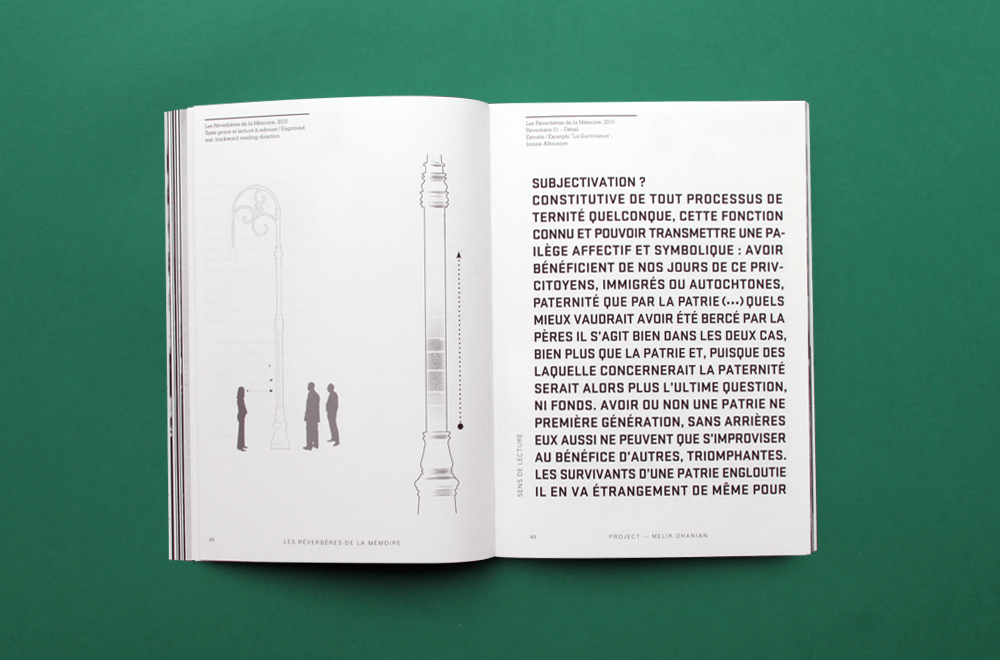 Les Réverbères de la Mémoire, 2010
Texte gravé et lecture à rebours / Engraved
text, backward reading direction
48
LES RÉVERBÈRES DE LA MÉMOIRE
Les Réverbères de la Mémoire, 2010
Réverbère 01 – Détail
Extraits / Excerpts "La Survivance",
Janine Altounian
SUBJECTIVATION ?
CONSTITUTIVE DE TOUT PROCESSUS DE
TERNITÉ QUELCONQUE, CETTE FONCTION
CONNU ET POUVOIR TRANSMETTRE UNE PA-
ILÈGE AFFECTIF ET SYMBOLIQUE : AVOIR
BÉNÉFICIENT DE NOS JOURS DE CE PRIV-
CITOYENS, IMMIGRÉS OU AUTOCHTONES,
PATERNITÉ QUE PAR LA PATRIE (...) QUELS
MIEUX VAUDRAIT AVOIR ÉTÉ BERCÉ PAR LA
PÈRES IL S'AGIT BIEN DANS LES DEUX CAS,
BIEN PLUS QUE LA PATRIE ET, PUISQUE DES
LAQUELLE CONCERNERAIT LA PATERNITÉ
SERAIT ALORS PLUS L'ULTIME QUESTION,
NI FONDS. AVOIR OU NON UNE PATRIE NE
PREMIÈRE GÉNÉRATION, SANS ARRIÈRES
EUX AUSSI NE PEUVENT QUE S'IMPROVISER
AU BÉNÉFICE D'AUTRES, TRIOMPHANTES.
LES SURVIVANTS D'UNE PATRIE ENGLOUTIE
IL EN VA ÉTRANGEMENT DE MÊME POUR
SENS DE LECTURE
49
PROJECT — MELIK OHANIAN